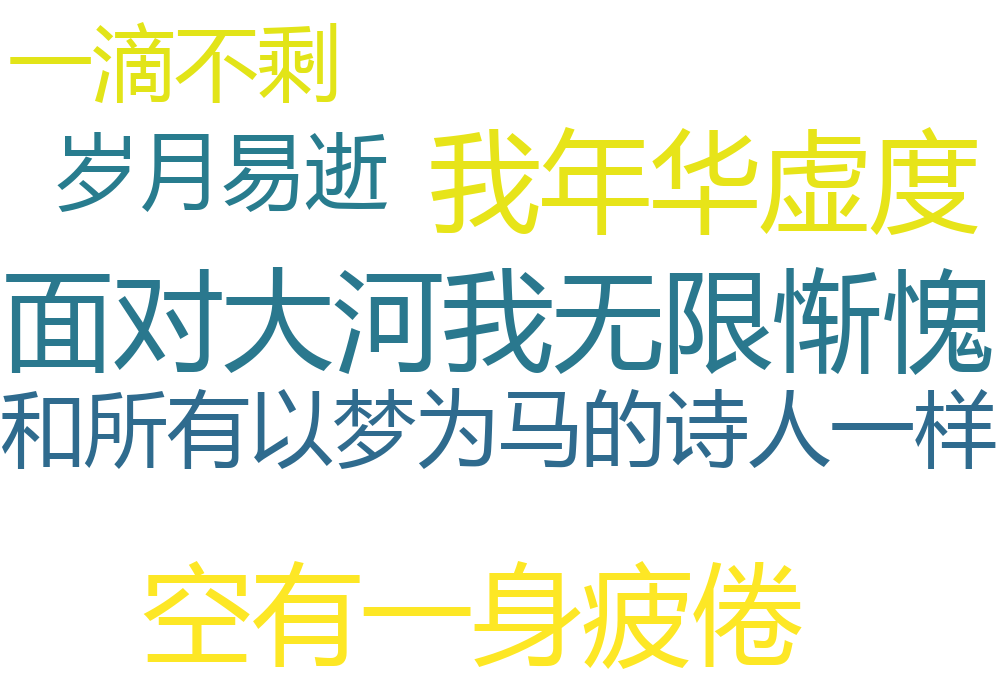 一滴不剩
岁月易逝
我年华虚度
面对大河我无限惭愧
和所有以梦为马的诗人一样
空有一身疲倦